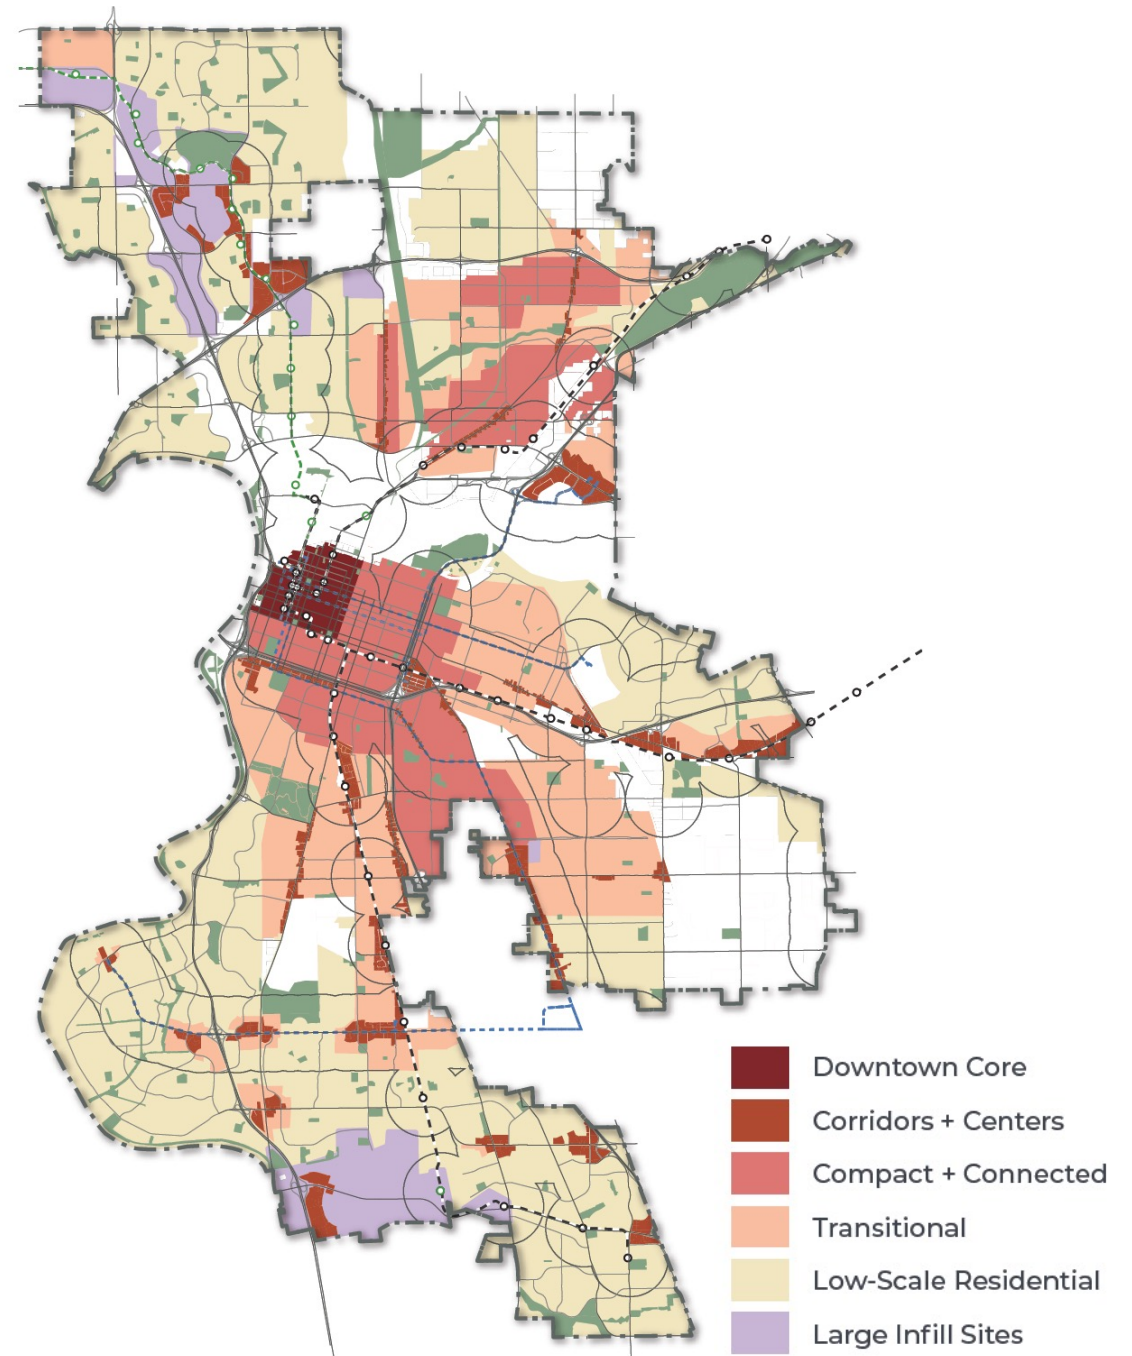 Downtown Core
Corridors + Centers
Compact + Connected
Transitional
Low-Scale Residential
Large Infill Sites